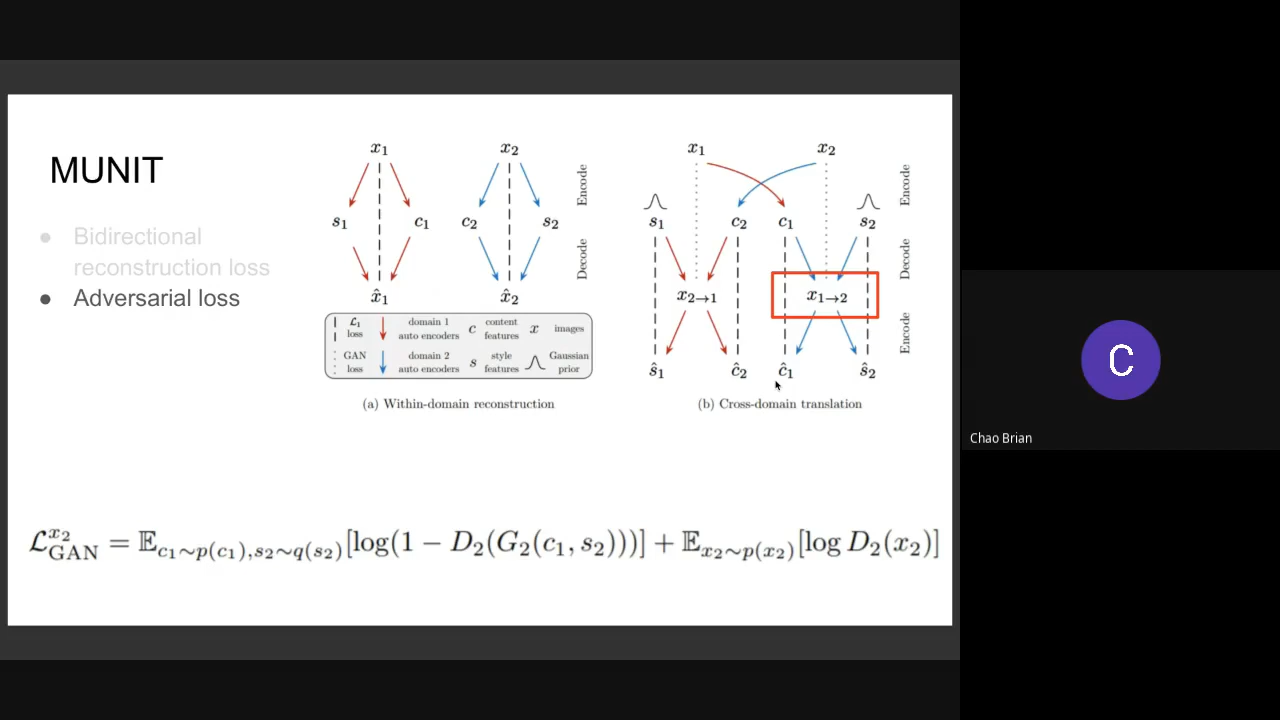 MUNIT
● Bidirectional
reconstruction loss
● Adversarial loss
x₁ x₂
s₁ c₁ c₂ s₂
x̂₁ x̂₂
Encode
Decode
L₁ loss
domain 1 auto encoders
c content features
x images
GAN loss
domain 2 auto encoders
s style features
Gaussian prior
(a) Within-domain reconstruction
x₁ x₂
s₁ c₂ c₁ s₂
x₂→₁ x₁→₂
ŝ₁ ĉ₂ ĉ₁ ŝ₂
Encode
Decode
Encode
(b) Cross-domain translation
ℒ_GAN^{x₂} = 𝔼_{c₁∼p(c₁),s₂∼q(s₂)}[log(1 − D₂(G₂(c₁, s₂)))] + 𝔼_{x₂∼p(x₂)}[log D₂(x₂)]
C
Chao Brian